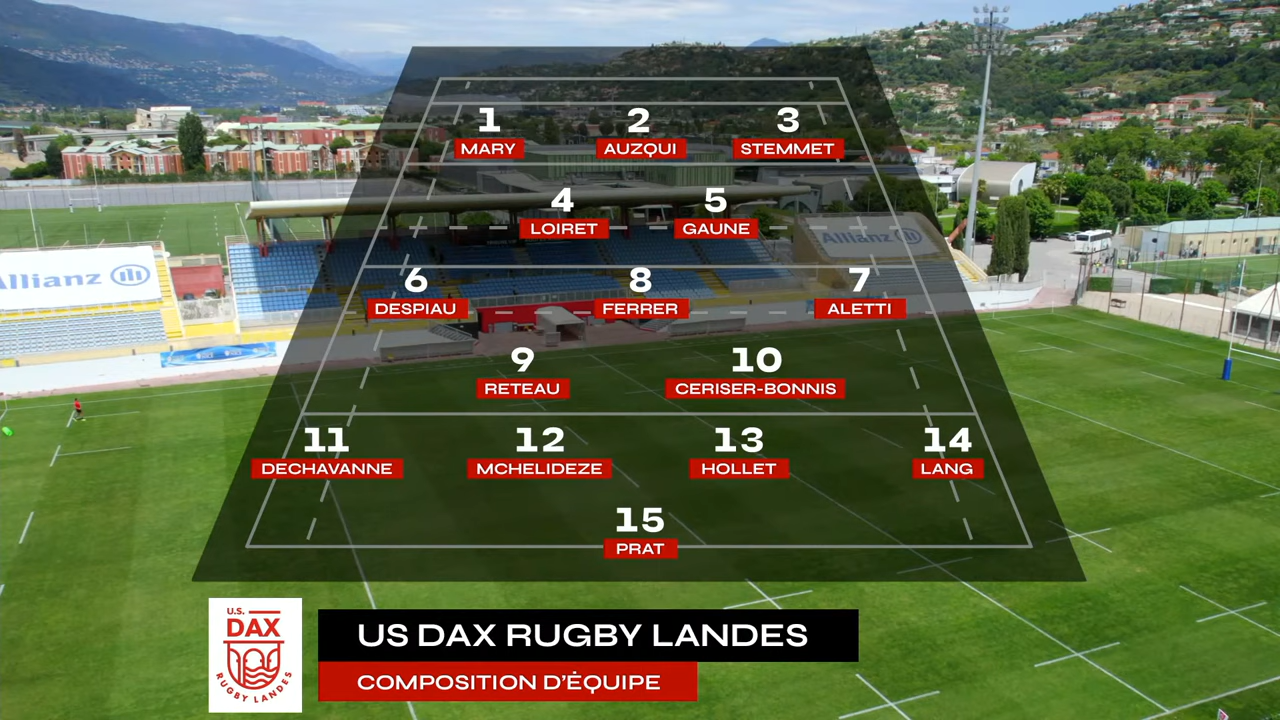 1 2 3
MARY AUZQUI STEMMET
4 5
LOIRET GAUNE
Allianz
Allianz
6 8 7
DESPIAU FERRER ALETTI
9 10
RETEAU CERISER-BONNIS
11 12 13 14
DECHAVANNE MCHELIDEZE HOLLET LANG
15
PRAT
U.S. DAX
RUGBY LANDES
US DAX RUGBY LANDES
COMPOSITION D'ÉQUIPE